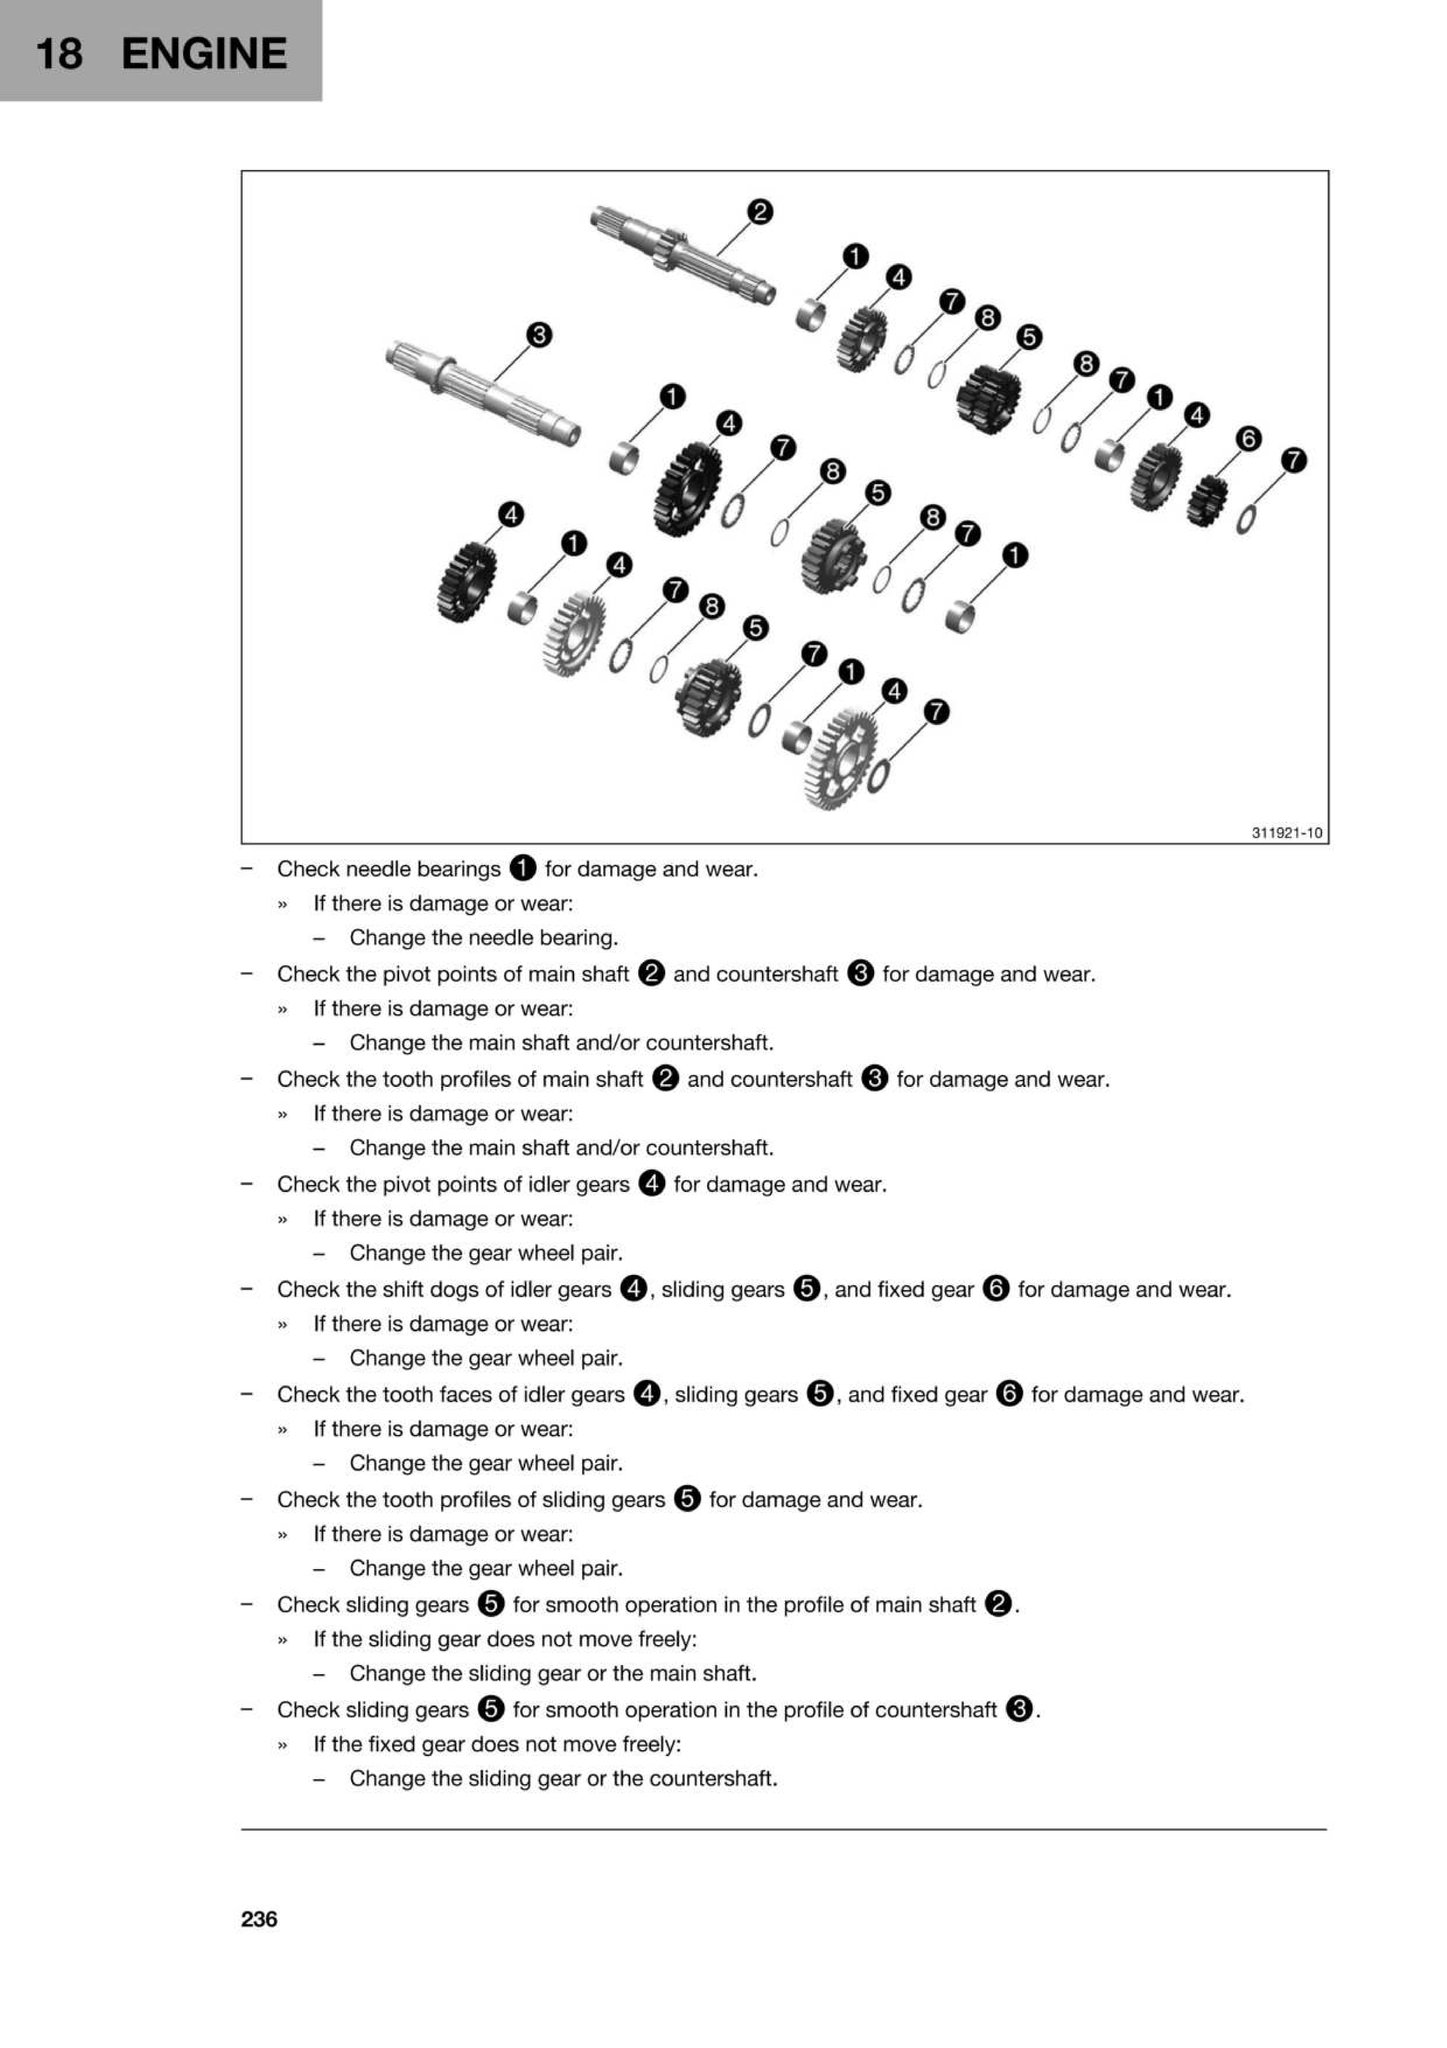 18 ENGINE
2
1
4
7
8
3
5
8
7
1
1
4
4
6
7
7
8
5
4
8
7
1
1
4
7
8
5
7
1
4
7
311921-10
– Check needle bearings 1 for damage and wear.
» If there is damage or wear:
– Change the needle bearing.
– Check the pivot points of main shaft 2 and countershaft 3 for damage and wear.
» If there is damage or wear:
– Change the main shaft and/or countershaft.
– Check the tooth profiles of main shaft 2 and countershaft 3 for damage and wear.
» If there is damage or wear:
– Change the main shaft and/or countershaft.
– Check the pivot points of idler gears 4 for damage and wear.
» If there is damage or wear:
– Change the gear wheel pair.
– Check the shift dogs of idler gears 4, sliding gears 5, and fixed gear 6 for damage and wear.
» If there is damage or wear:
– Change the gear wheel pair.
– Check the tooth faces of idler gears 4, sliding gears 5, and fixed gear 6 for damage and wear.
» If there is damage or wear:
– Change the gear wheel pair.
– Check the tooth profiles of sliding gears 5 for damage and wear.
» If there is damage or wear:
– Change the gear wheel pair.
– Check sliding gears 5 for smooth operation in the profile of main shaft 2.
» If the sliding gear does not move freely:
– Change the sliding gear or the main shaft.
– Check sliding gears 5 for smooth operation in the profile of countershaft 3.
» If the fixed gear does not move freely:
– Change the sliding gear or the countershaft.
236